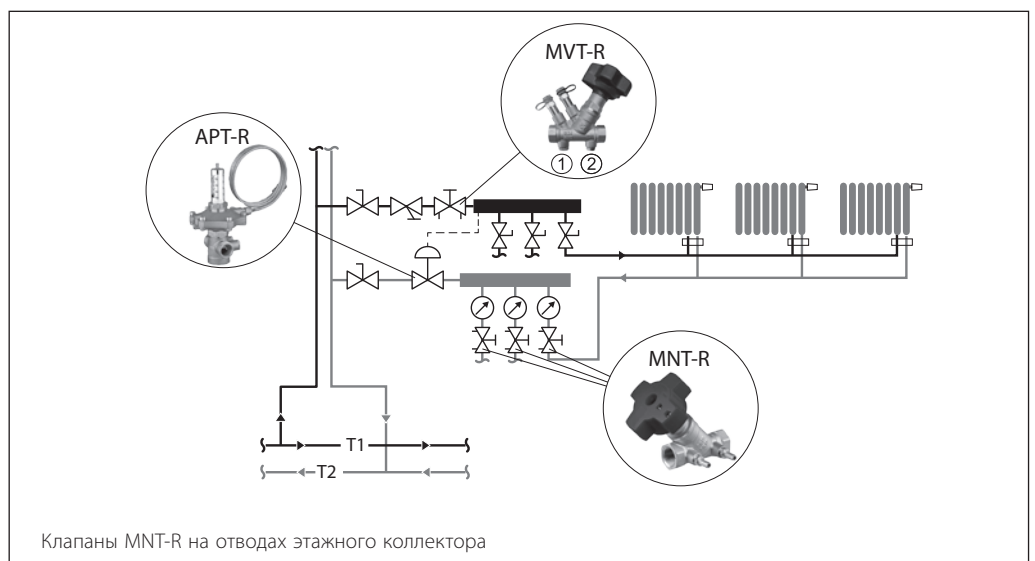 MVT-R
① ②
APT-R
MNT-R
T1
T2
Клапаны MNT-R на отводах этажного коллектора